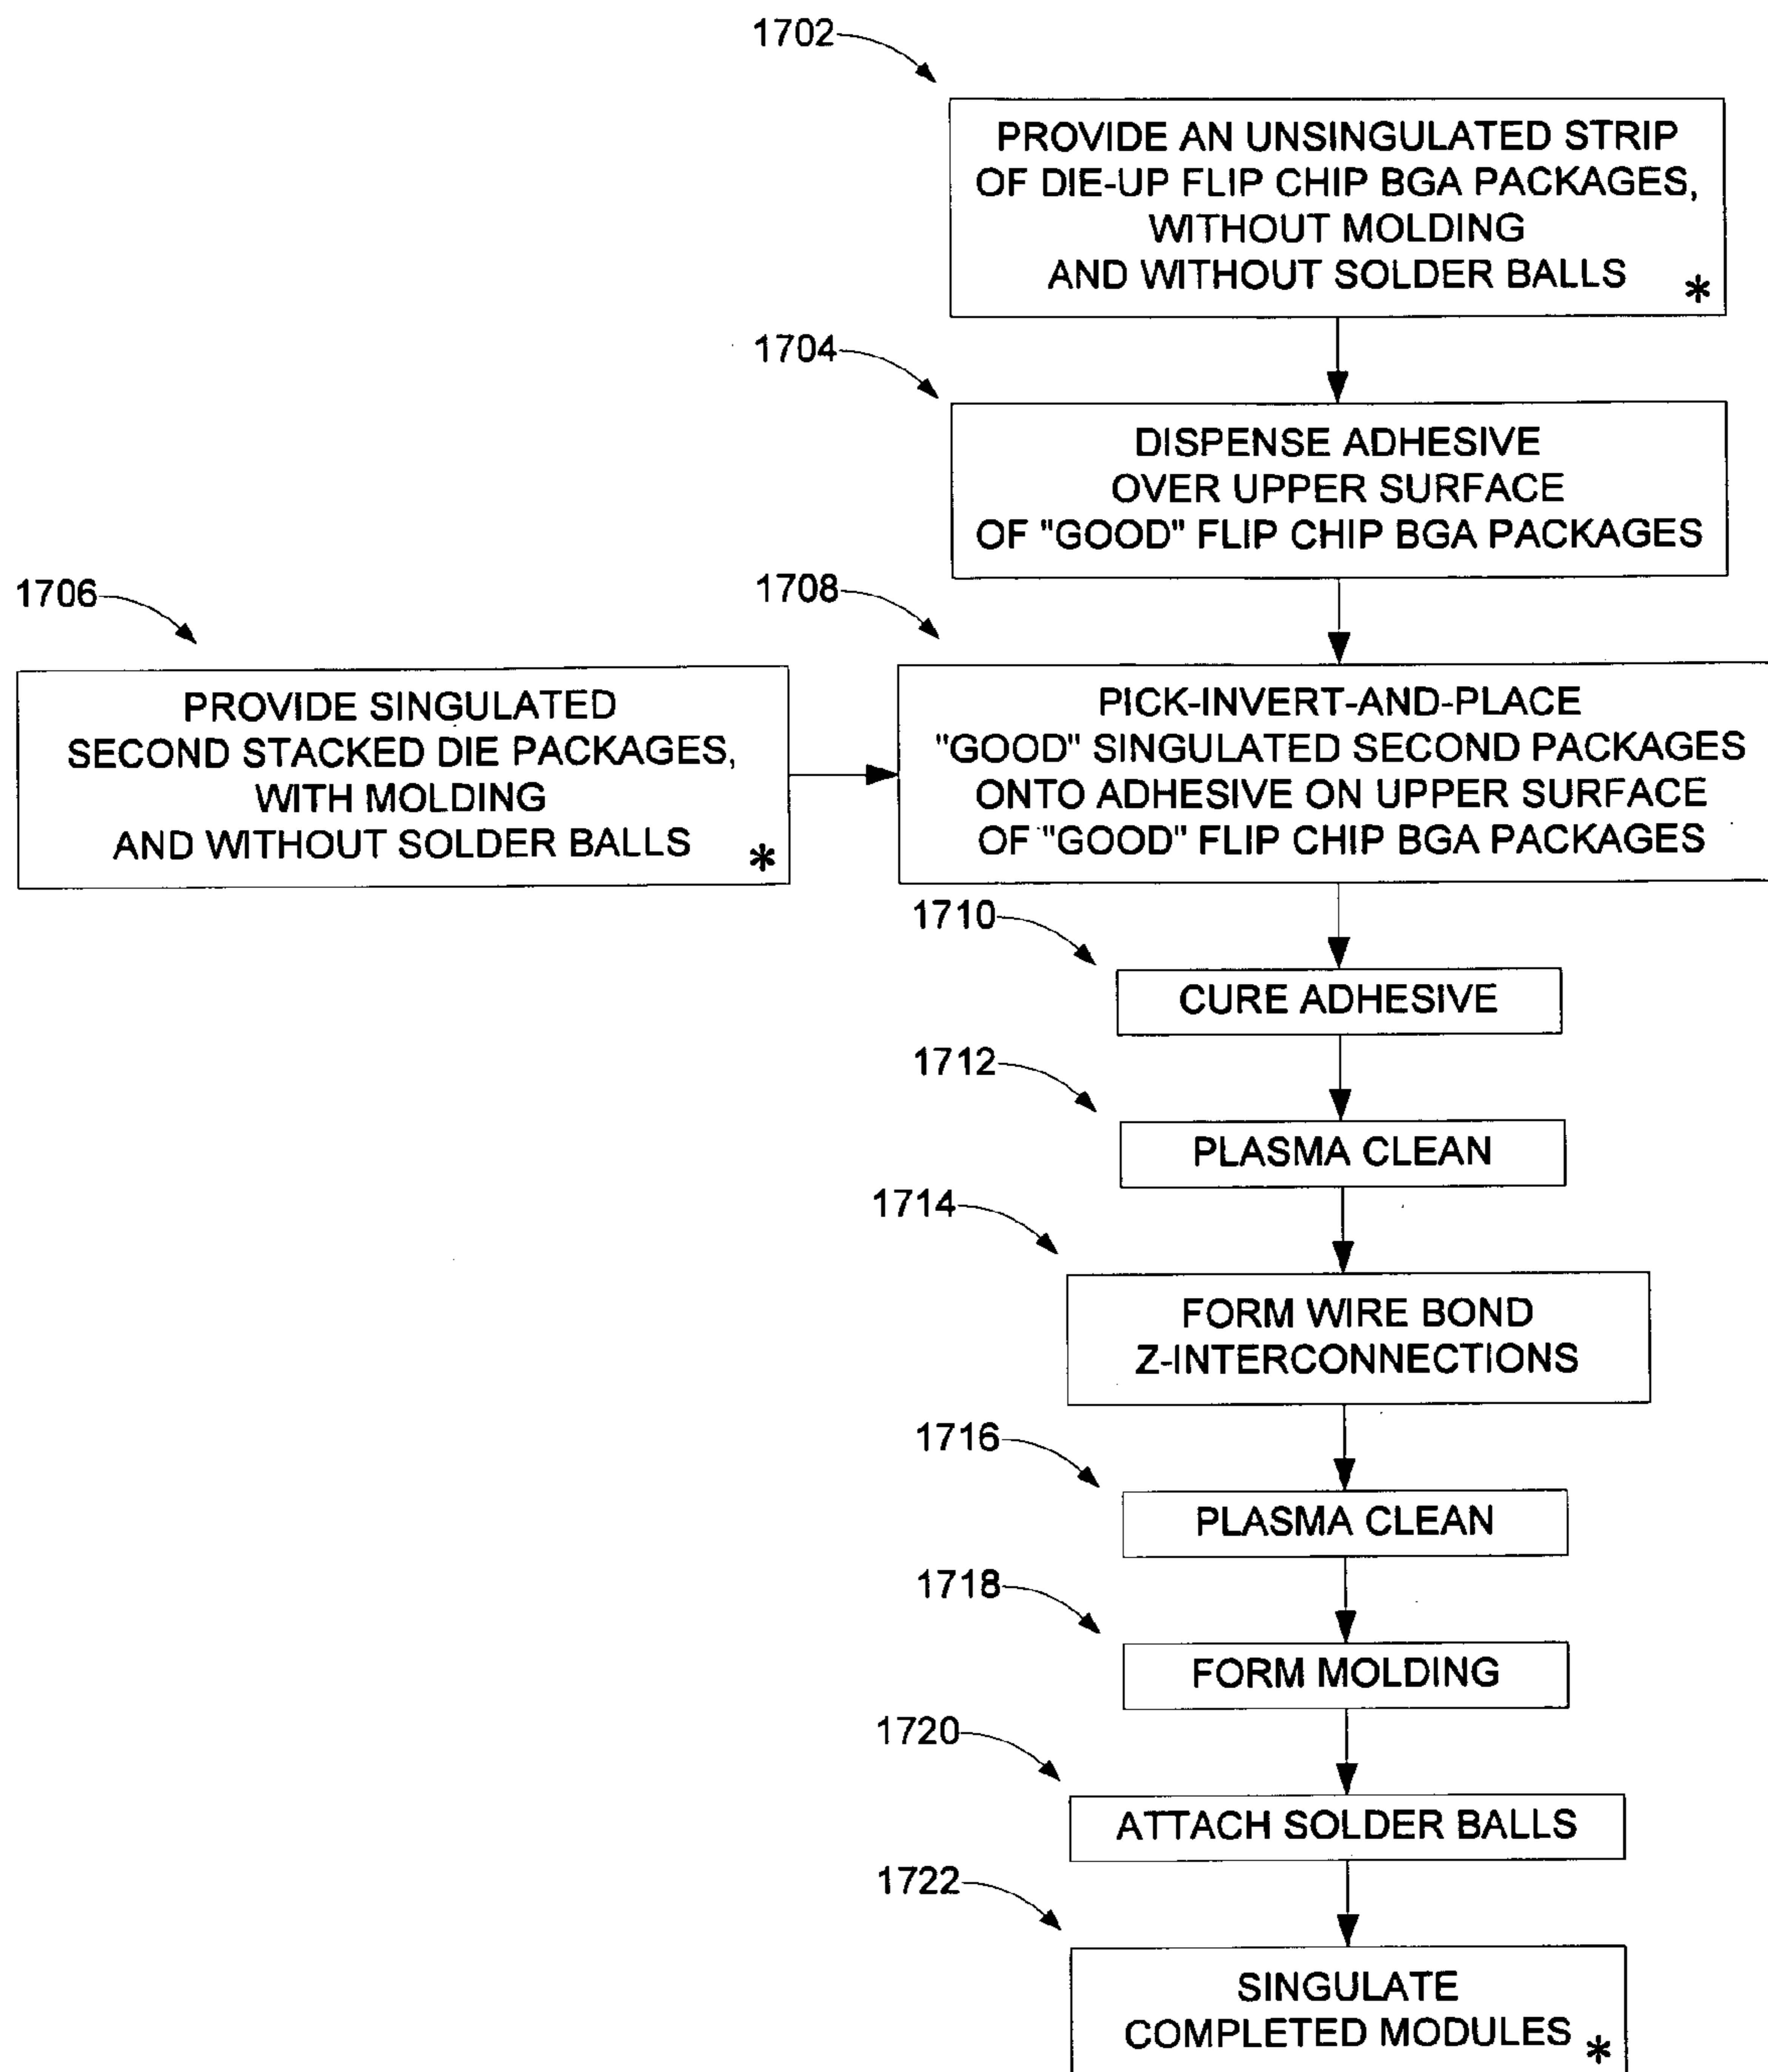 1702
PROVIDE AN UNSINGULATED STRIP
OF DIE-UP FLIP CHIP BGA PACKAGES,
WITHOUT MOLDING
AND WITHOUT SOLDER BALLS *
1704
DISPENSE ADHESIVE
OVER UPPER SURFACE
OF "GOOD" FLIP CHIP BGA PACKAGES
1706
PROVIDE SINGULATED
SECOND STACKED DIE PACKAGES,
WITH MOLDING
AND WITHOUT SOLDER BALLS *
1708
PICK-INVERT-AND-PLACE
"GOOD" SINGULATED SECOND PACKAGES
ONTO ADHESIVE ON UPPER SURFACE
OF "GOOD" FLIP CHIP BGA PACKAGES
1710
CURE ADHESIVE
1712
PLASMA CLEAN
1714
FORM WIRE BOND
Z-INTERCONNECTIONS
1716
PLASMA CLEAN
1718
FORM MOLDING
1720
ATTACH SOLDER BALLS
1722
SINGULATE
COMPLETED MODULES *